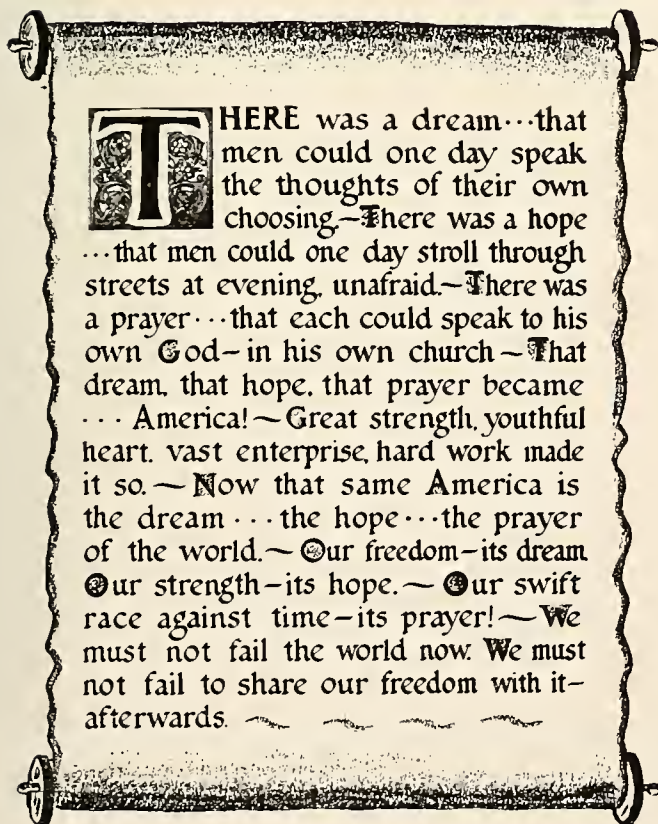 THERE was a dream···that
men could one day speak
the thoughts of their own
choosing.~There was a hope
···that men could one day stroll through
streets at evening, unafraid.~There was
a prayer···that each could speak to his
own God–in his own church~That
dream, that hope, that prayer became
··· America!~Great strength, youthful
heart, vast enterprise, hard work made
it so.~Now that same America is
the dream···the hope···the prayer
of the world.~Our freedom–its dream
Our strength–its hope.~Our swift
race against time–its prayer!~We
must not fail the world now. We must
not fail to share our freedom with it–
afterwards.